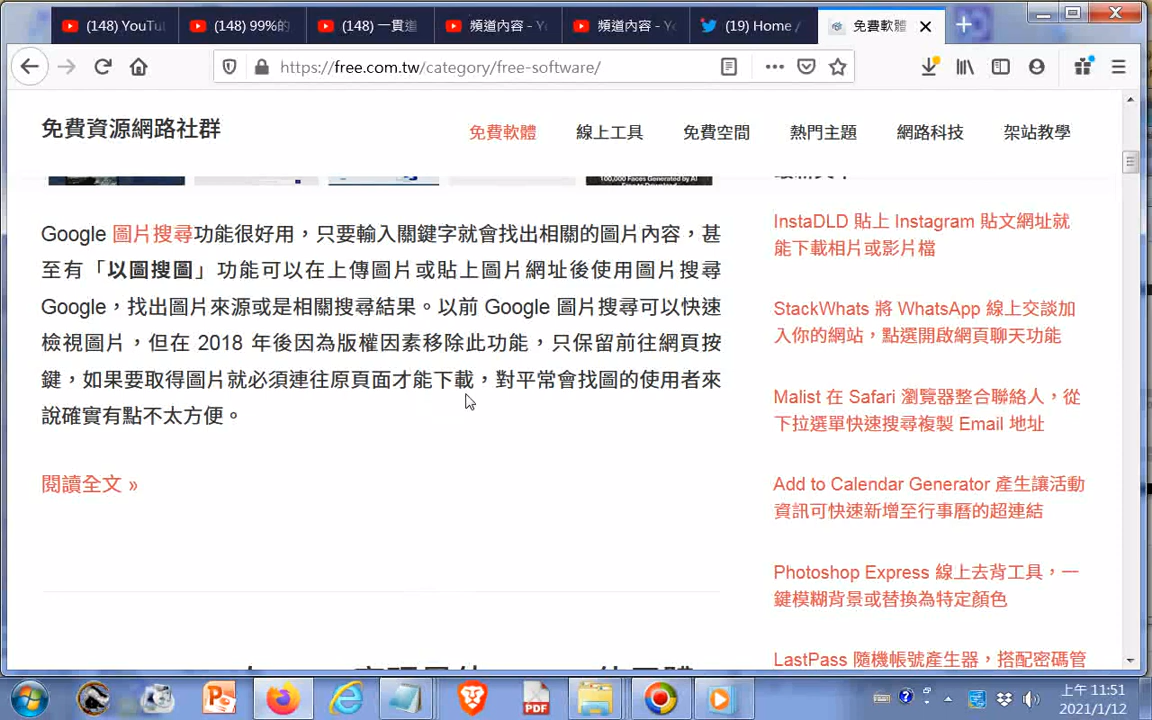 (148) YouTu
(148) 99%的
(148) 一貫道
頻道內容 - Yo
頻道內容 - Yo
(19) Home /
免費軟體
https://free.com.tw/category/free-software/
免費資源網路社群
免費軟體
線上工具
免費空間
熱門主題
網路科技
架站教學
Google 圖片搜尋功能很好用，只要輸入關鍵字就會找出相關的圖片內容，甚
至有「以圖搜圖」功能可以在上傳圖片或貼上圖片網址後使用圖片搜尋
Google，找出圖片來源或是相關搜尋結果。以前 Google 圖片搜尋可以快速
檢視圖片，但在 2018 年後因為版權因素移除此功能，只保留前往網頁按
鍵，如果要取得圖片就必須連往原頁面才能下載，對平常會找圖的使用者來
說確實有點不太方便。
閱讀全文 »
InstaDLD 貼上 Instagram 貼文網址就
能下載相片或影片檔
StackWhats 將 WhatsApp 線上交談加
入你的網站，點選開啟網頁聊天功能
Malist 在 Safari 瀏覽器整合聯絡人，從
下拉選單快速搜尋複製 Email 地址
Add to Calendar Generator 產生讓活動
資訊可快速新增至行事曆的超連結
Photoshop Express 線上去背工具，一
鍵模糊背景或替換為特定顏色
LastPass 隨機帳號產生器，搭配密碼管
PDF
上午 11:51
2021/1/12